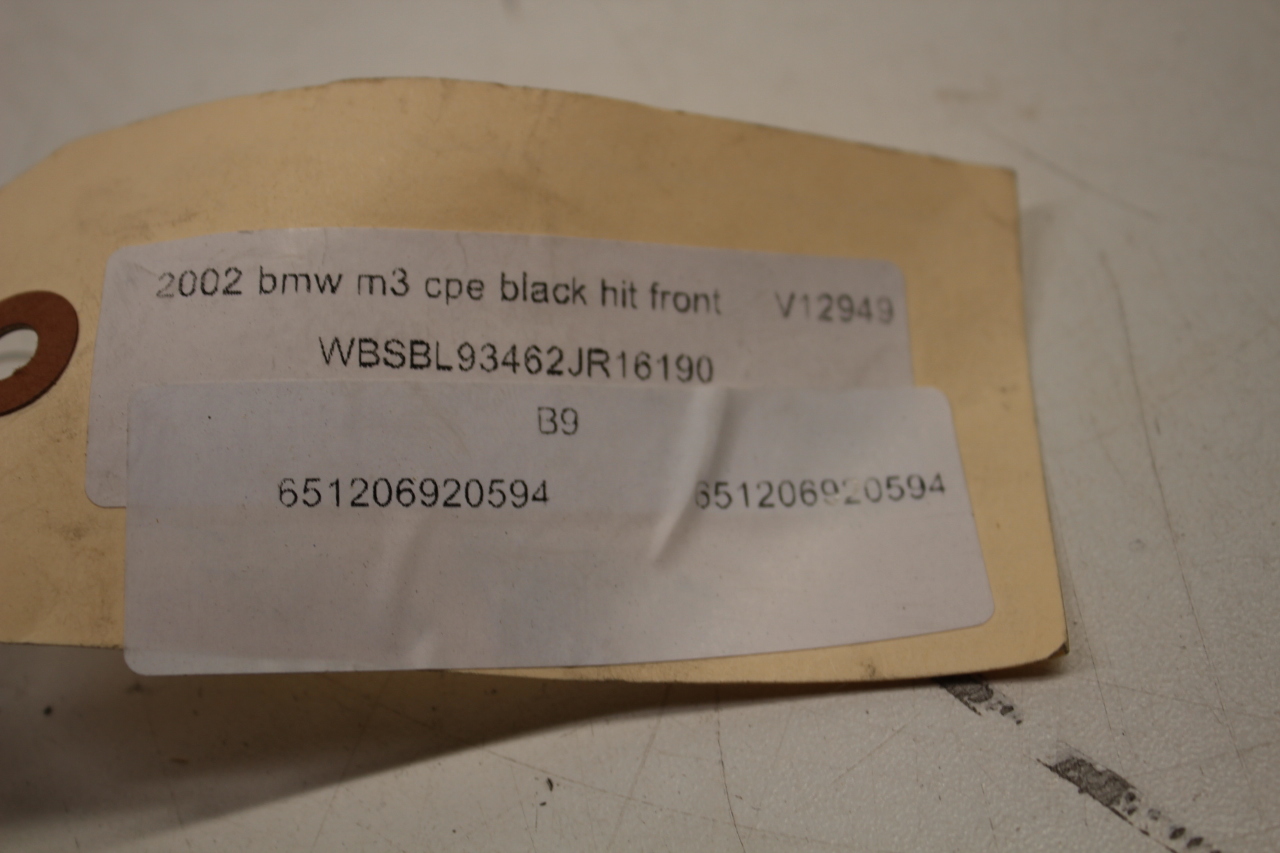 2002 bmw m3 cpe black hit front V12949
WBSBL93462JR16190
B9
651206920594 651206920594